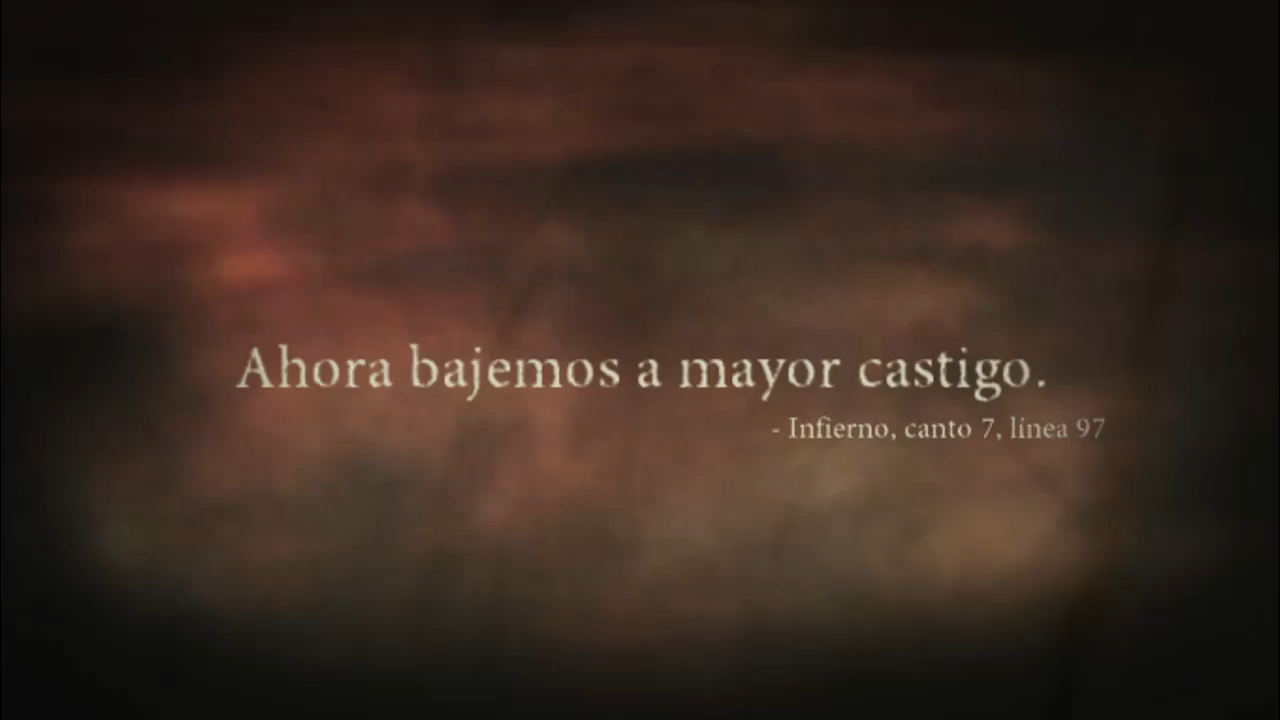 Ahora bajemos a mayor castigo.
- Infierno, canto 7, línea 97